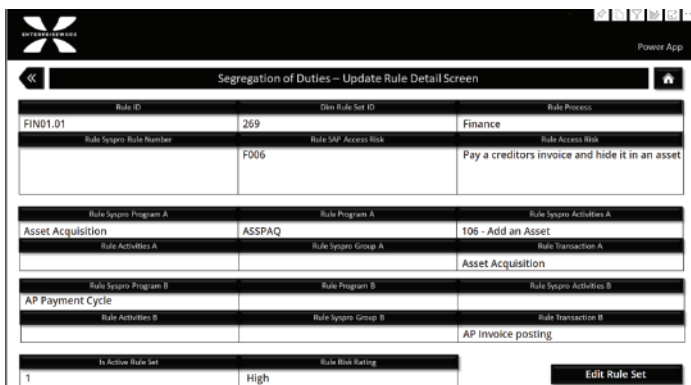 ENTERPRISEWORX
Power App
Segregation of Duties – Update Rule Detail Screen
Rule ID Dim Rule Set ID Rule Process
FIN01.01 269 Finance
Rule Syspro Rule Number Rule SAP Access Risk Rule Access Risk
F006 Pay a creditors invoice and hide it in an asset
Rule Syspro Program A Rule Program A Rule Syspro Activities A
Asset Acquisition ASSPAQ 106 - Add an Asset
Rule Activities A Rule Syspro Group A Rule Transaction A
Asset Acquisition
Rule Syspro Program B Rule Program B Rule Syspro Activities B
AP Payment Cycle
Rule Activities B Rule Syspro Group B Rule Transaction B
AP Invoice posting
Is Active Rule Set Rule Risk Rating
1 High Edit Rule Set